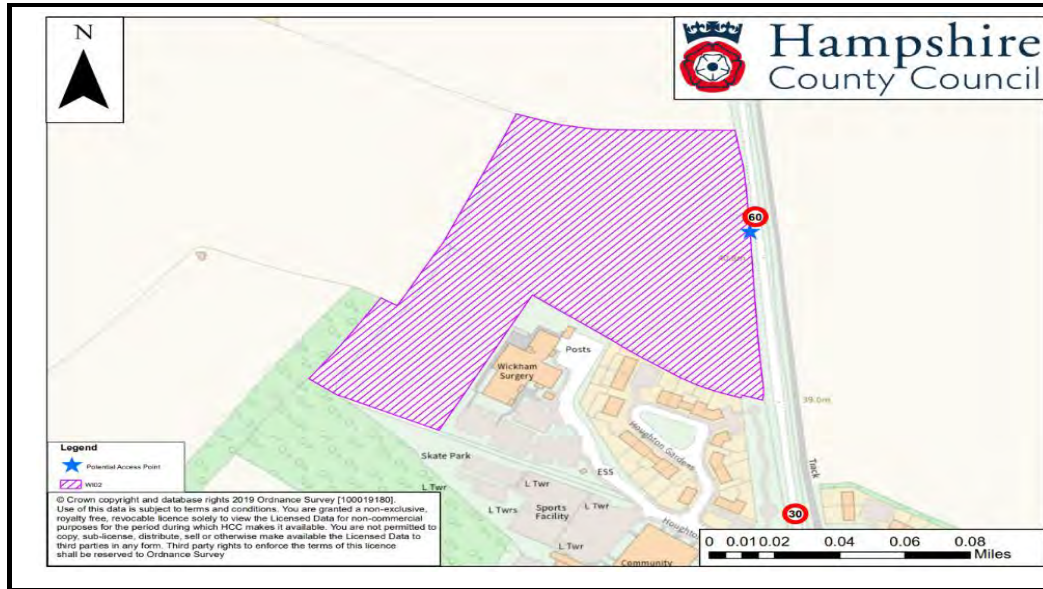 N
Hampshire
County Council
60
40.8m
Posts
Wickham
Surgery
39.0m
Houghton Gardens
Skate Park
ESS
Track
L Twr
L Twr
L Twrs
Sports
Facility
L Twr
L Twr
30
Community
Legend
Potential Access Point
WI02
© Crown copyright and database rights 2019 Ordnance Survey [100019180].
Use of this data is subject to terms and conditions. You are granted a non-exclusive,
royalty free, revocable licence solely to view the Licensed Data for non-commercial
purposes for the period during which HCC makes it available. You are not permitted to
copy, sub-license, distribute, sell or otherwise make available the Licensed Data to
third parties in any form. Third party rights to enforce the terms of this licence
shall be reserved to Ordnance Survey
0 0.01 0.02 0.04 0.06 0.08
Miles